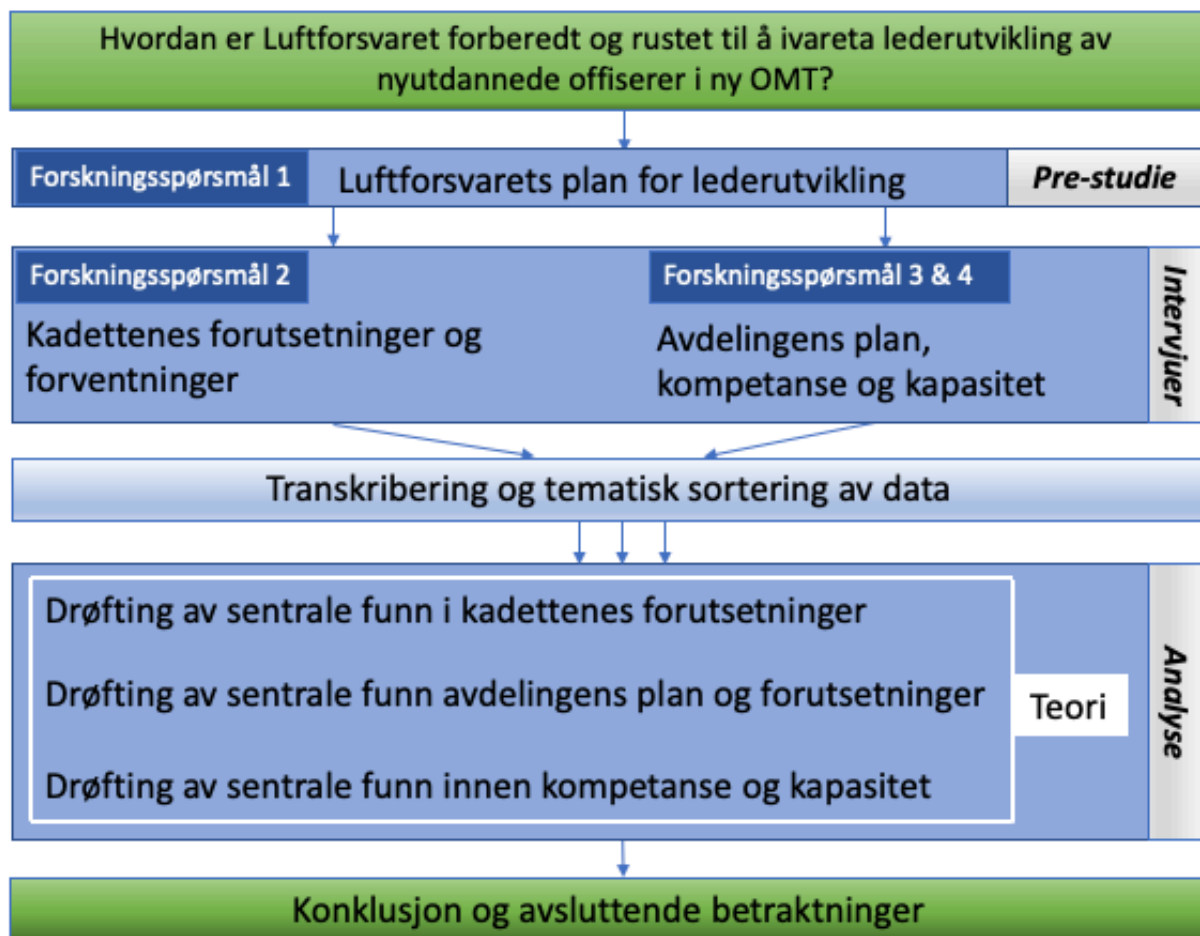 Hvordan er Luftforsvaret forberedt og rustet til å ivareta lederutvikling av
nyutdannede offiserer i ny OMT?
Forskningsspørsmål 1
Luftforsvarets plan for lederutvikling
Pre-studie
Forskningsspørsmål 2
Kadettenes forutsetninger og
forventninger
Forskningsspørsmål 3 & 4
Avdelingens plan,
kompetanse og kapasitet
Intervjuer
Transkribering og tematisk sortering av data
Drøfting av sentrale funn i kadettenes forutsetninger
Drøfting av sentrale funn avdelingens plan og forutsetninger
Drøfting av sentrale funn innen kompetanse og kapasitet
Teori
Analyse
Konklusjon og avsluttende betraktninger